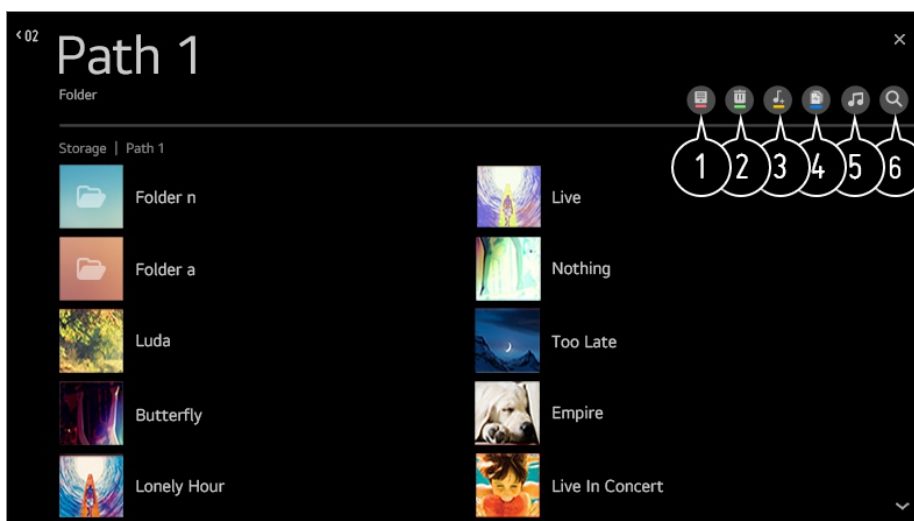 <02
Path 1
Folder
1 2 3 4 5 6
Storage | Path 1
Folder n
Live
Folder a
Nothing
Luda
Too Late
Butterfly
Empire
Lonely Hour
Live In Concert